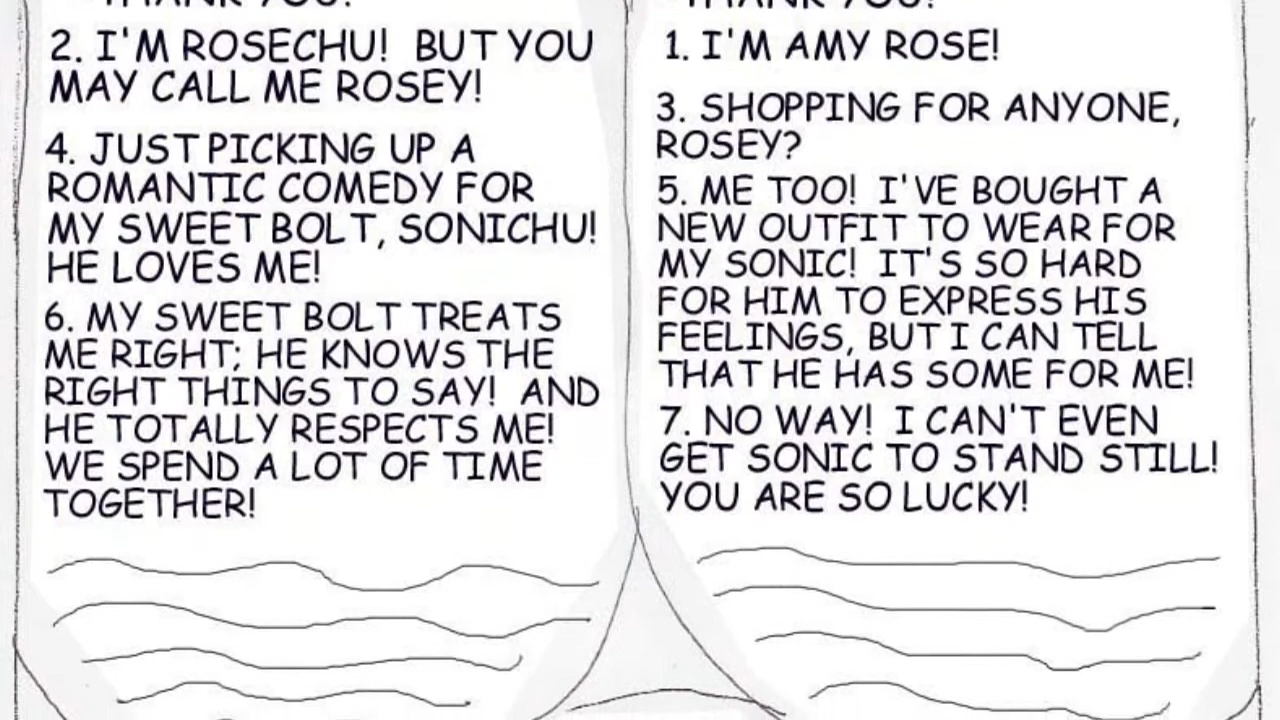 THANK YOU!
2. I'M ROSECHU! BUT YOU
MAY CALL ME ROSEY!
4. JUST PICKING UP A
ROMANTIC COMEDY FOR
MY SWEET BOLT, SONICHU!
HE LOVES ME!
6. MY SWEET BOLT TREATS
ME RIGHT; HE KNOWS THE
RIGHT THINGS TO SAY! AND
HE TOTALLY RESPECTS ME!
WE SPEND A LOT OF TIME
TOGETHER!
THANK YOU!
1. I'M AMY ROSE!
3. SHOPPING FOR ANYONE,
ROSEY?
5. ME TOO! I'VE BOUGHT A
NEW OUTFIT TO WEAR FOR
MY SONIC! IT'S SO HARD
FOR HIM TO EXPRESS HIS
FEELINGS, BUT I CAN TELL
THAT HE HAS SOME FOR ME!
7. NO WAY! I CAN'T EVEN
GET SONIC TO STAND STILL!
YOU ARE SO LUCKY!